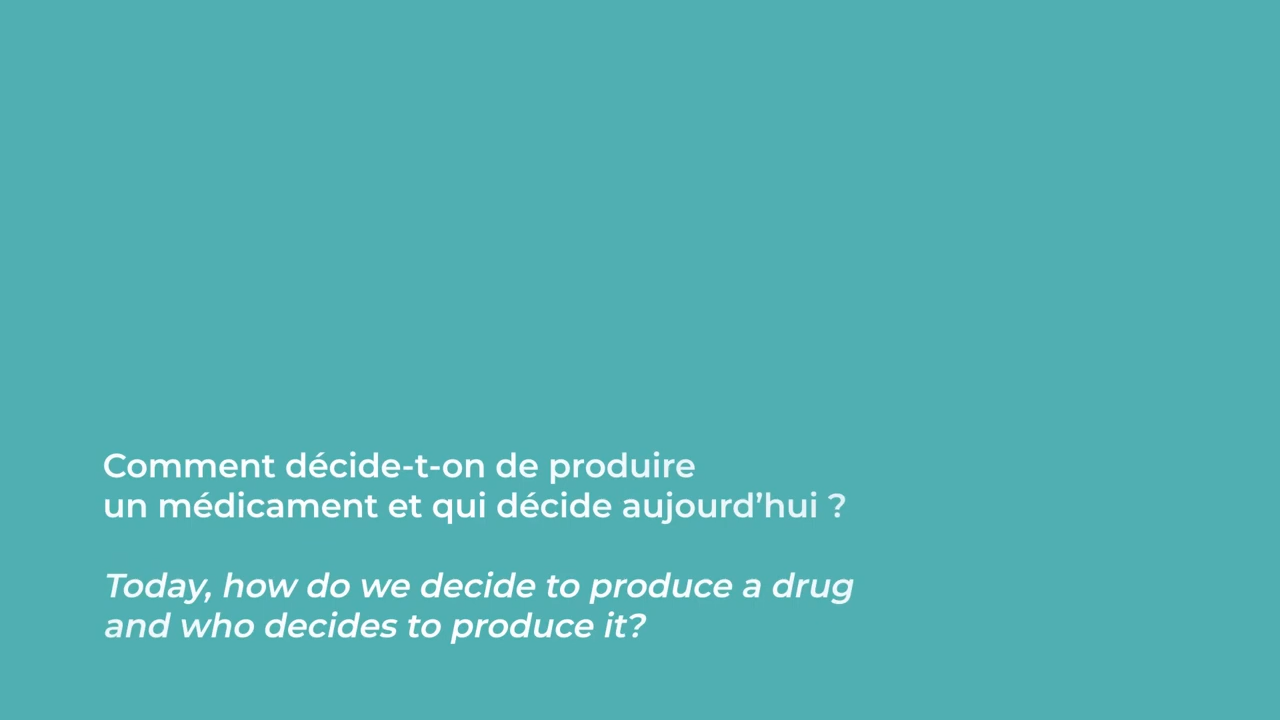 Comment décide-t-on de produire
un médicament et qui décide aujourd’hui ?
Today, how do we decide to produce a drug
and who decides to produce it?